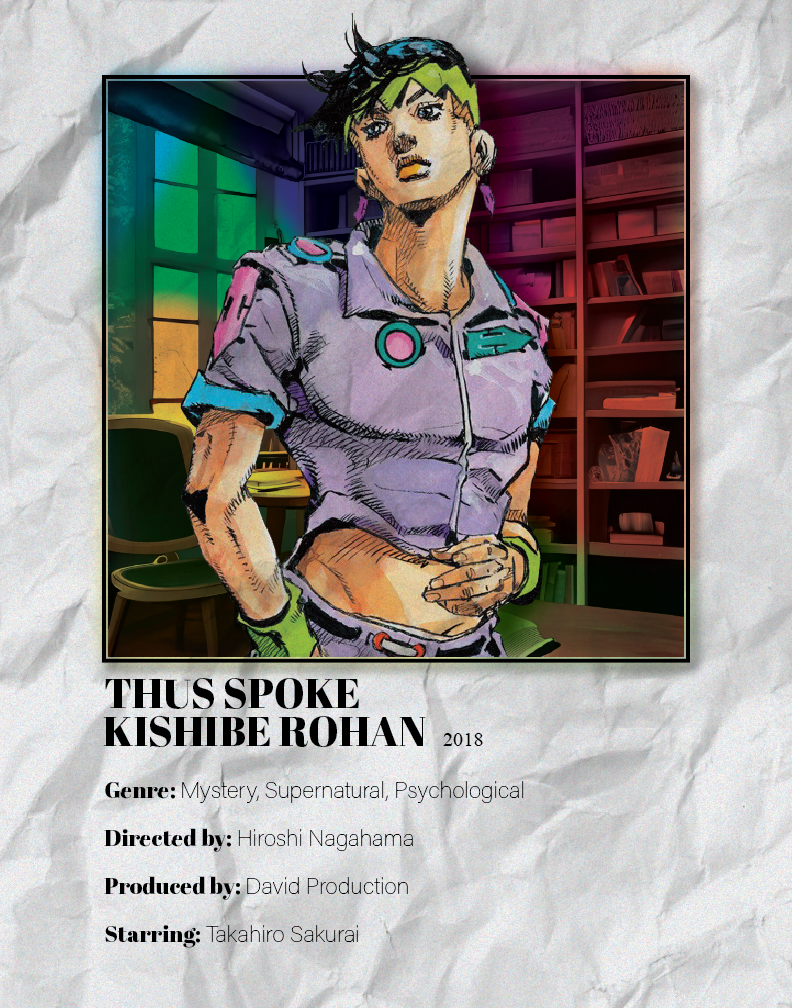 THUS SPOKE
KISHIBE ROHAN 2018
Genre: Mystery, Supernatural, Psychological
Directed by: Hiroshi Nagahama
Produced by: David Production
Starring: Takahiro Sakurai